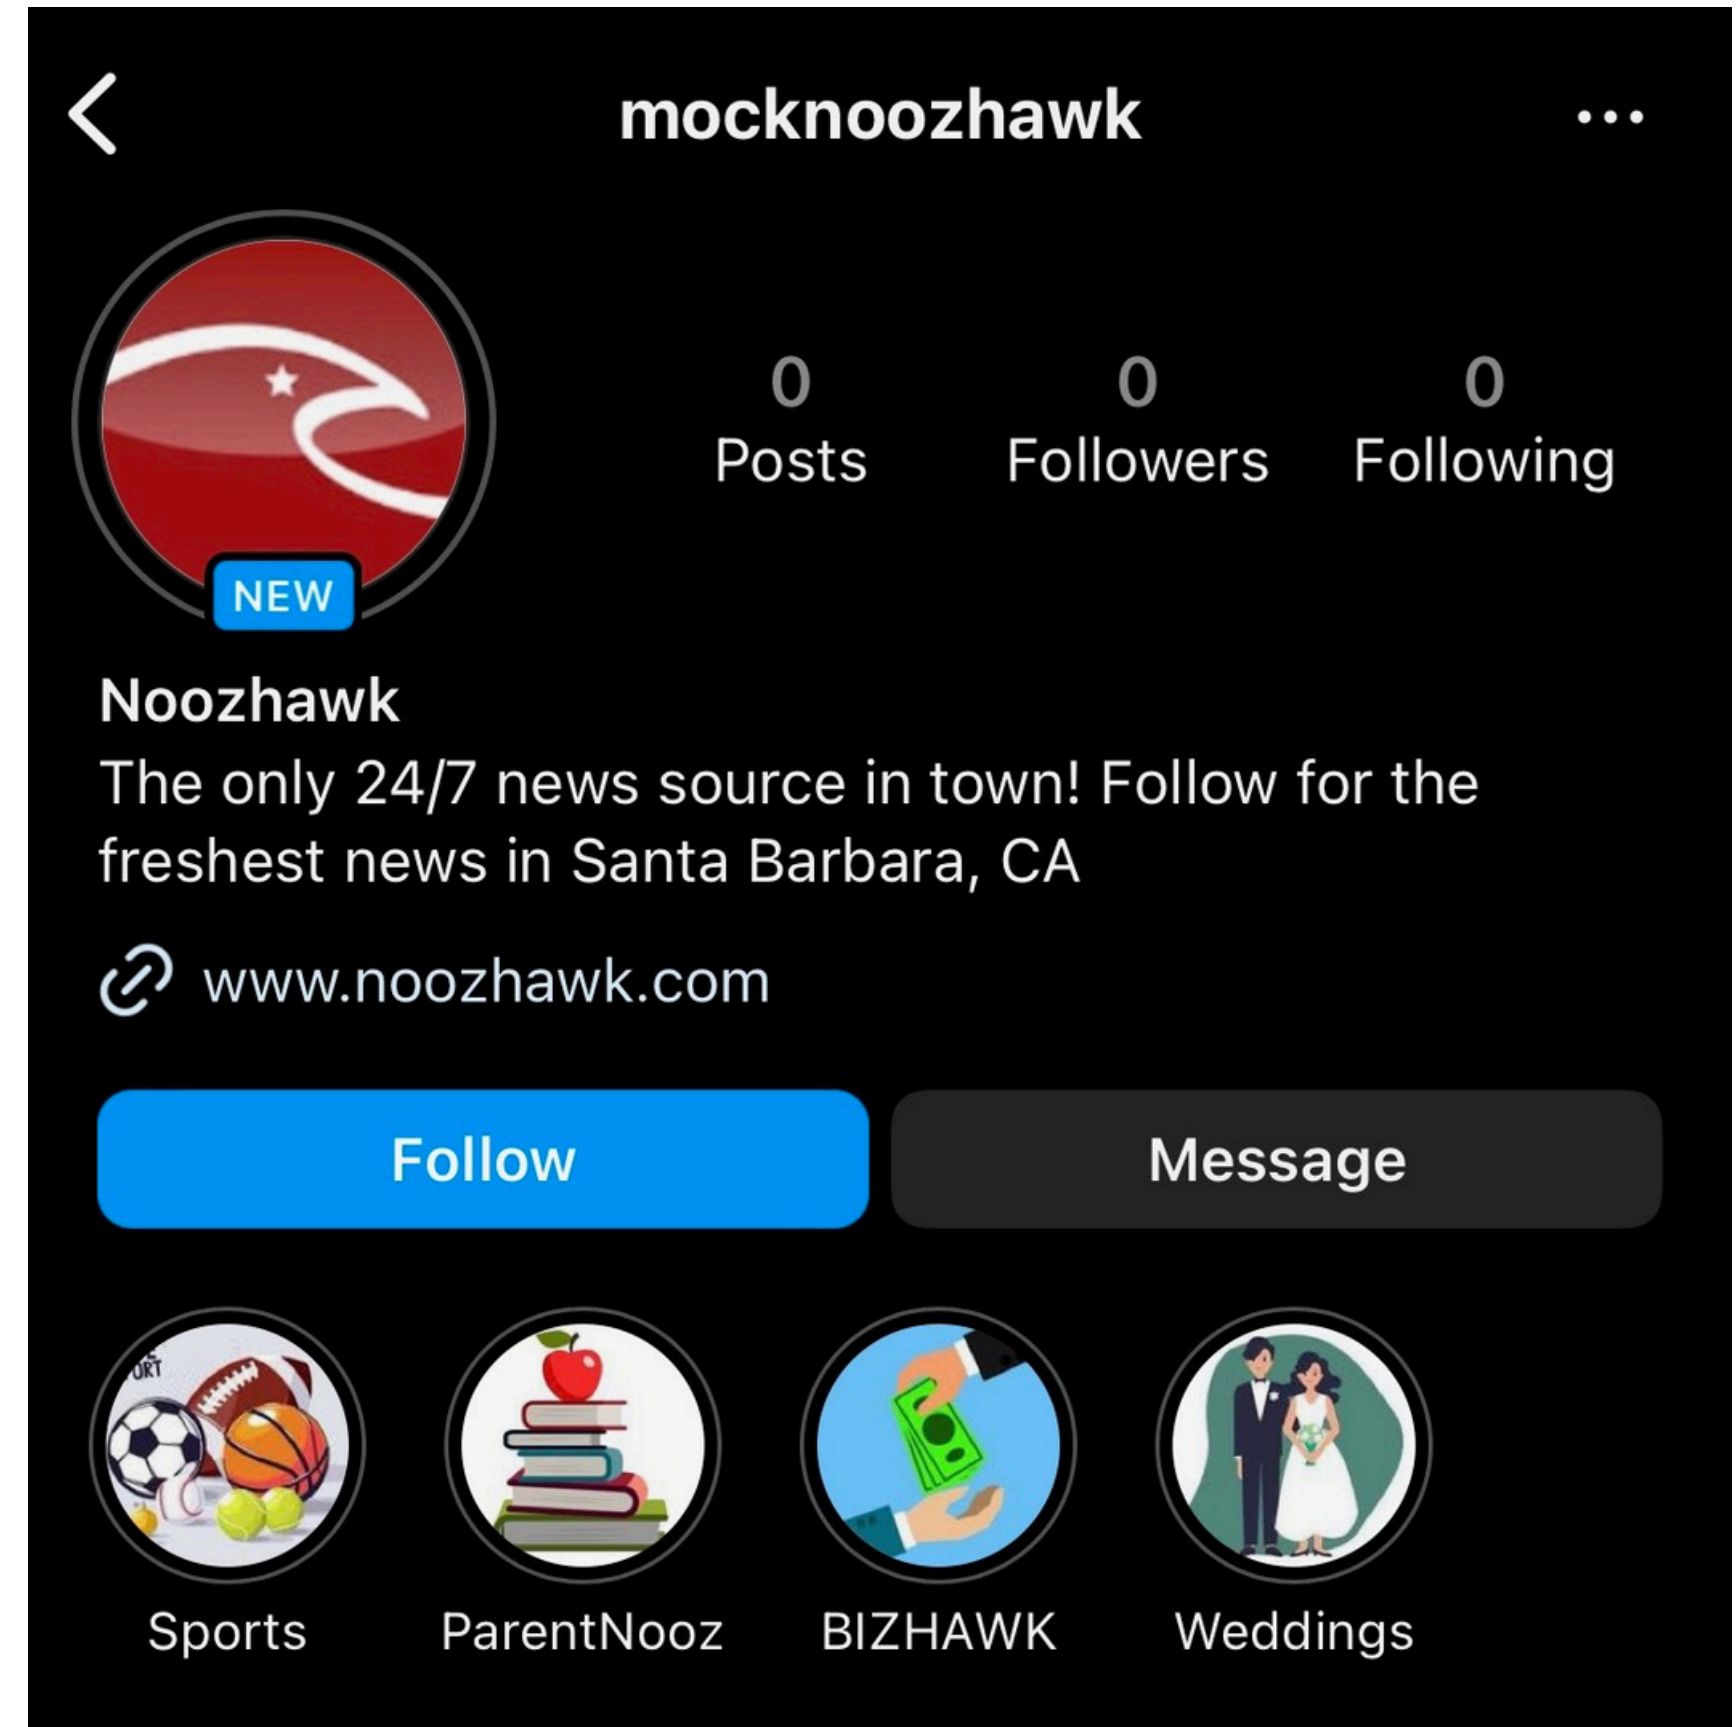 mocknoozhawk
0 0 0
Posts Followers Following
NEW
Noozhawk
The only 24/7 news source in town! Follow for the
freshest news in Santa Barbara, CA
www.noozhawk.com
Follow Message
ORT
Sports ParentNooz BIZHAWK Weddings